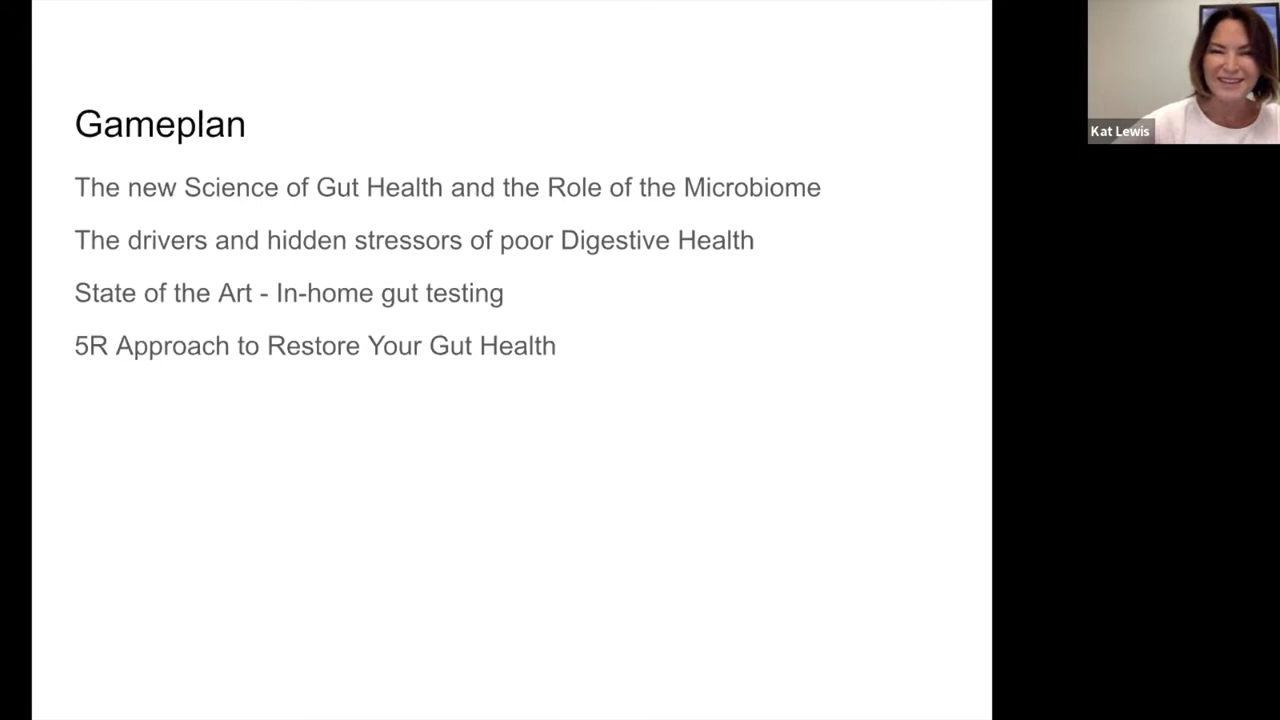 Gameplan
The new Science of Gut Health and the Role of the Microbiome
The drivers and hidden stressors of poor Digestive Health
State of the Art - In-home gut testing
5R Approach to Restore Your Gut Health
Kat Lewis